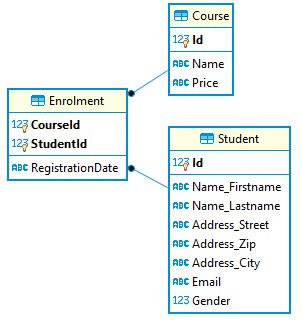 Course
123 Id
ABC Name
ABC Price
Enrolment
123 CourseId
123 StudentId
ABC RegistrationDate
Student
123 Id
ABC Name_Firstname
ABC Name_Lastname
ABC Address_Street
ABC Address_Zip
ABC Address_City
ABC Email
123 Gender